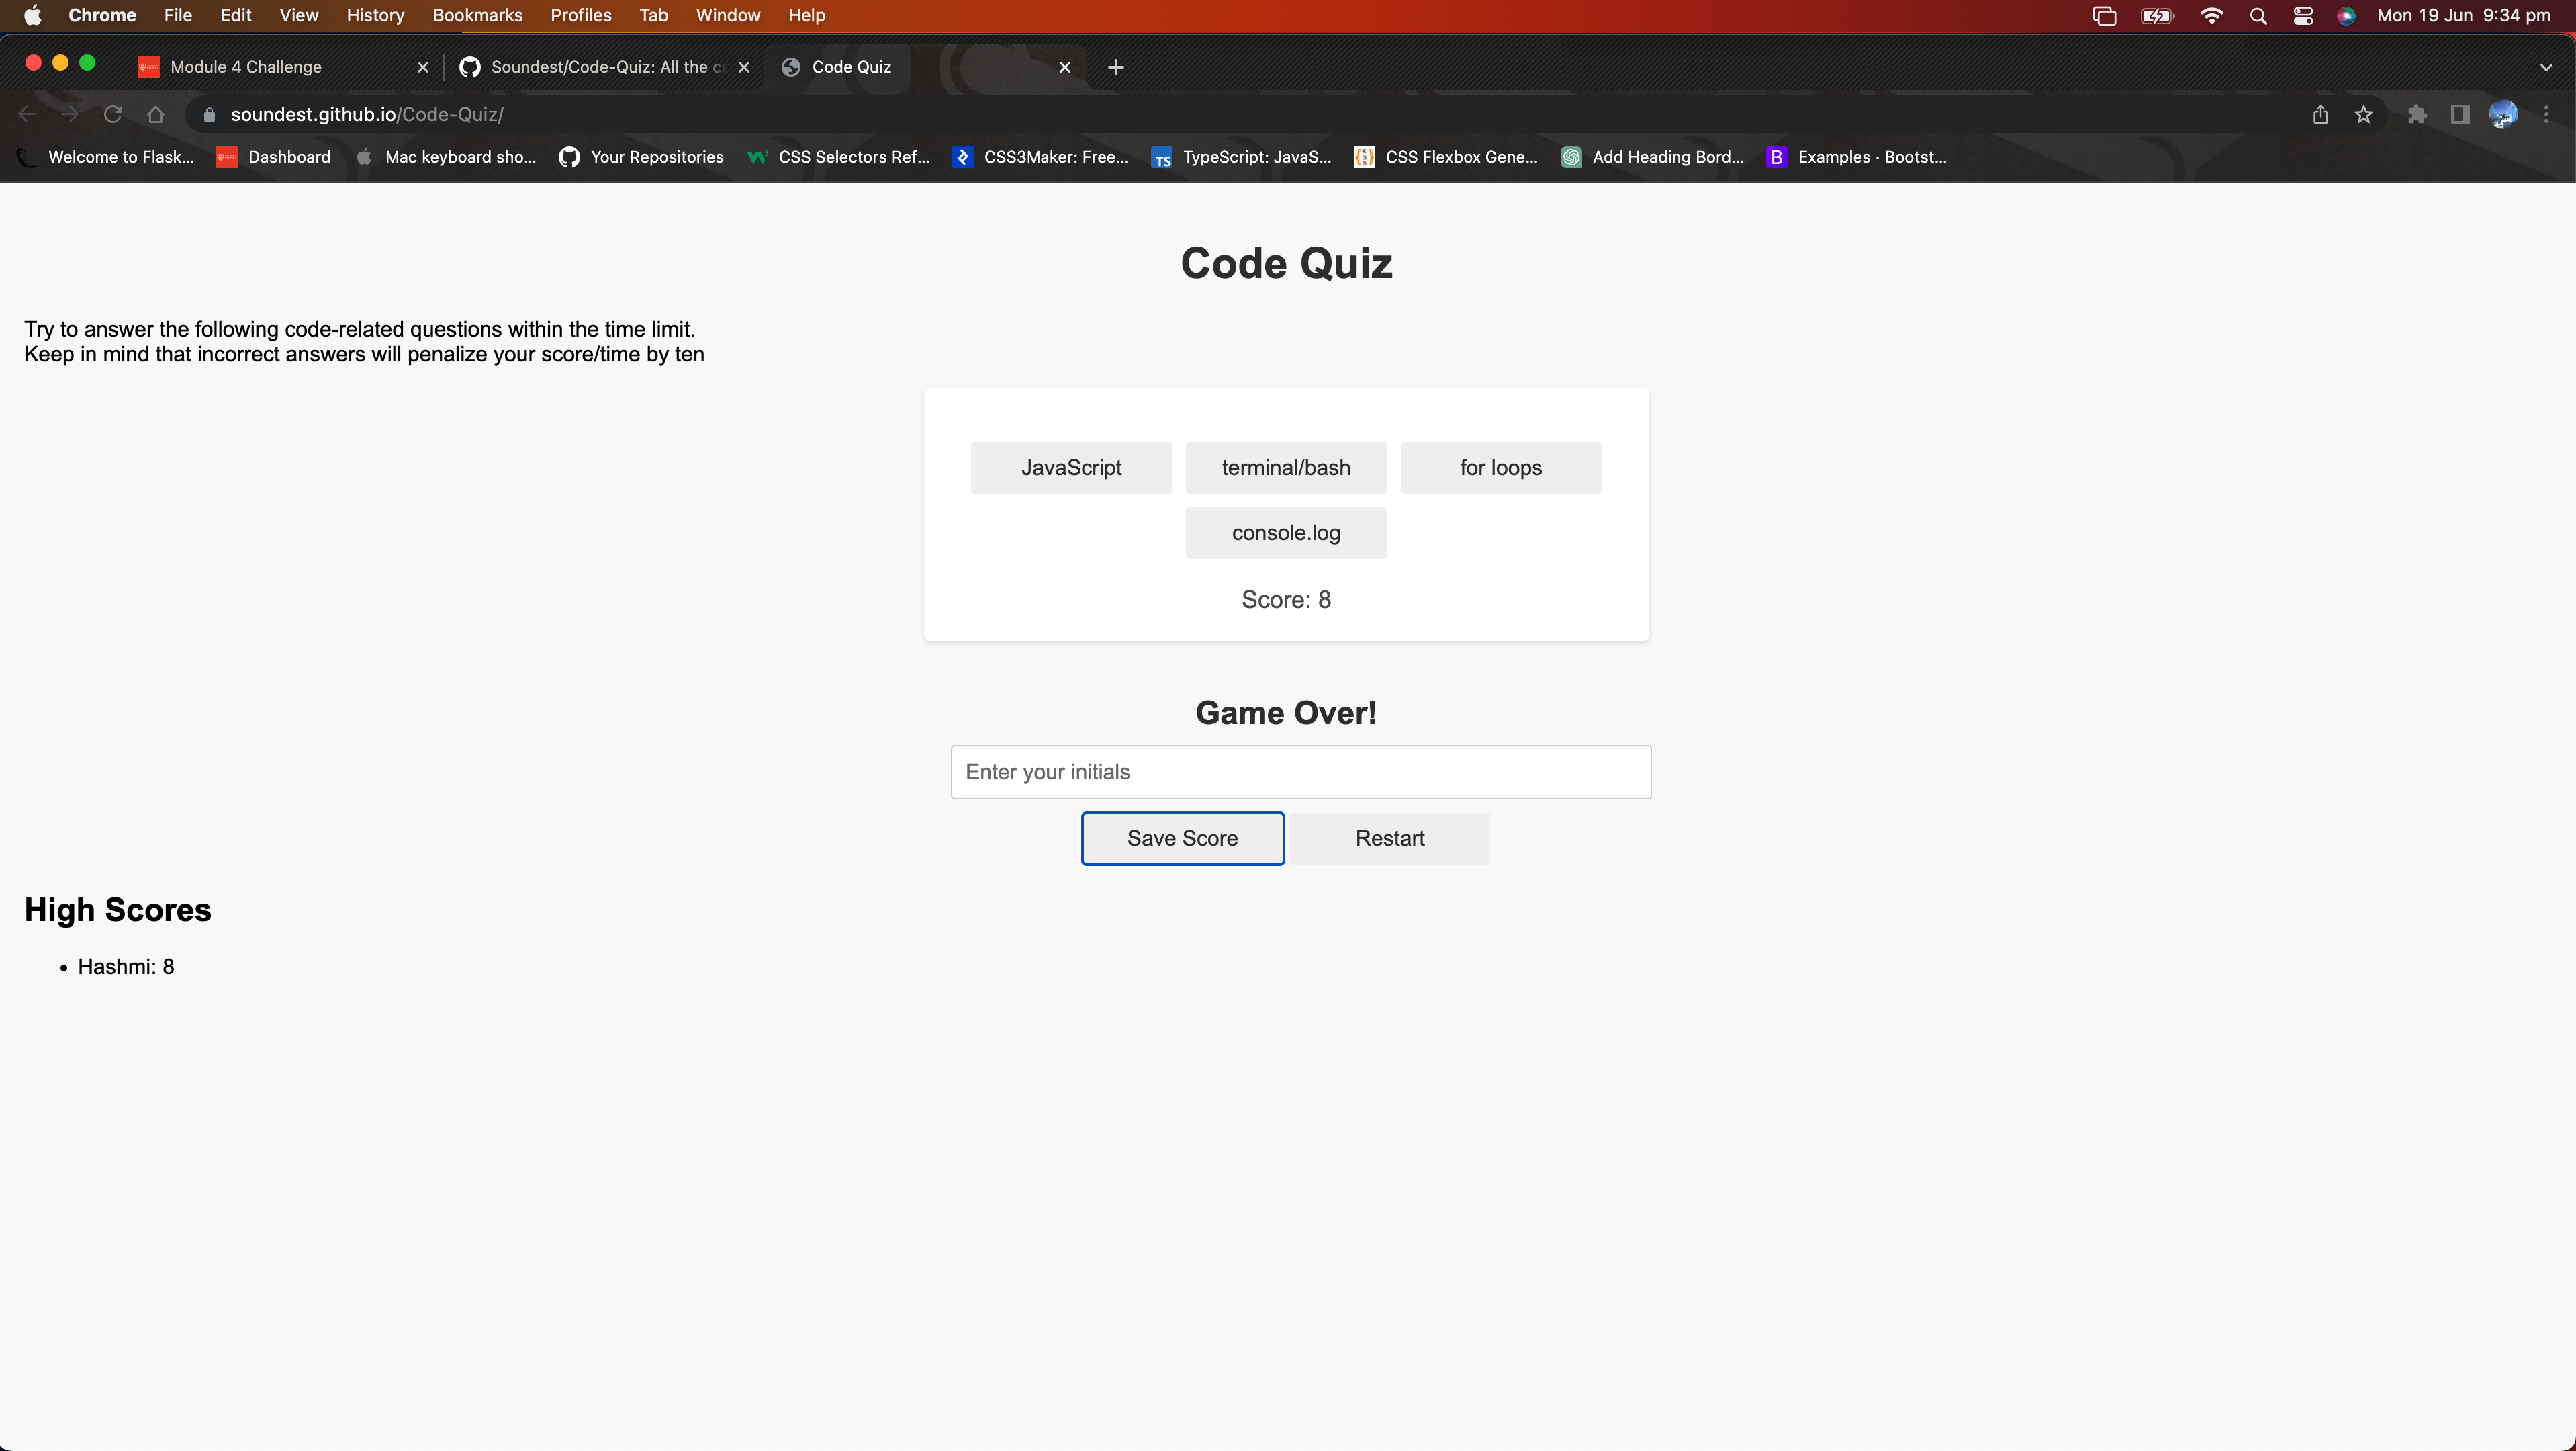 Chrome File Edit View History Bookmarks Profiles Tab Window Help Mon 19 Jun 9:34 pm
Module 4 Challenge Soundest/Code-Quiz: All the c Code Quiz
soundest.github.io/Code-Quiz/
Welcome to Flask... Dashboard Mac keyboard sho... Your Repositories CSS Selectors Ref... CSS3Maker: Free... TS TypeScript: JavaS... CSS Flexbox Gene... Add Heading Bord... B Examples · Bootst...
Code Quiz
Try to answer the following code-related questions within the time limit.
Keep in mind that incorrect answers will penalize your score/time by ten
JavaScript terminal/bash for loops
console.log
Score: 8
Game Over!
Enter your initials
Save Score Restart
High Scores
• Hashmi: 8